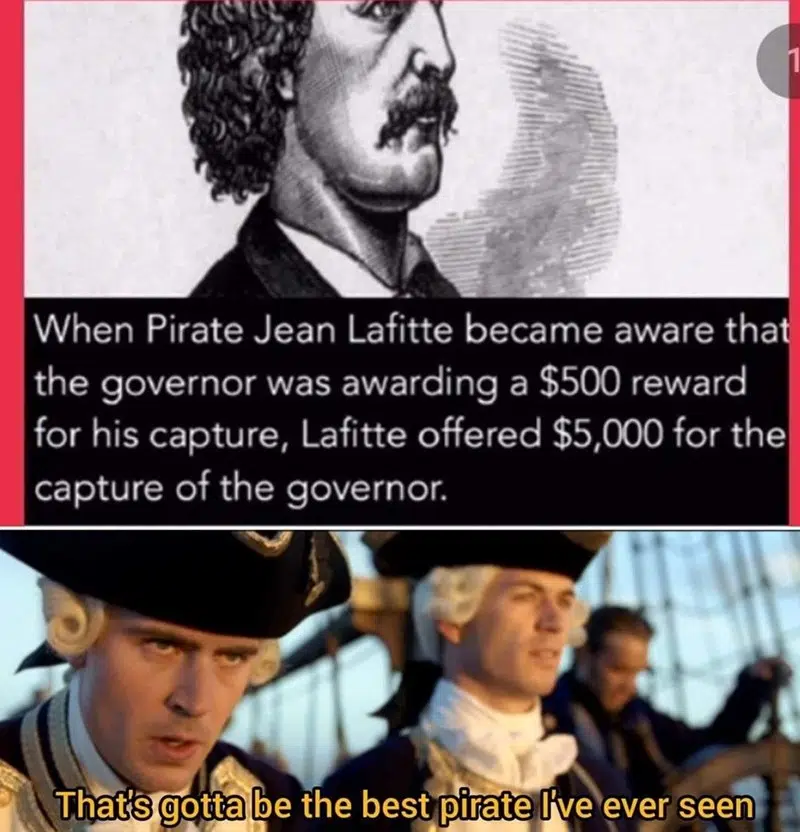 1
When Pirate Jean Lafitte became aware that
the governor was awarding a $500 reward
for his capture, Lafitte offered $5,000 for the
capture of the governor.
That's gotta be the best pirate I've ever seen